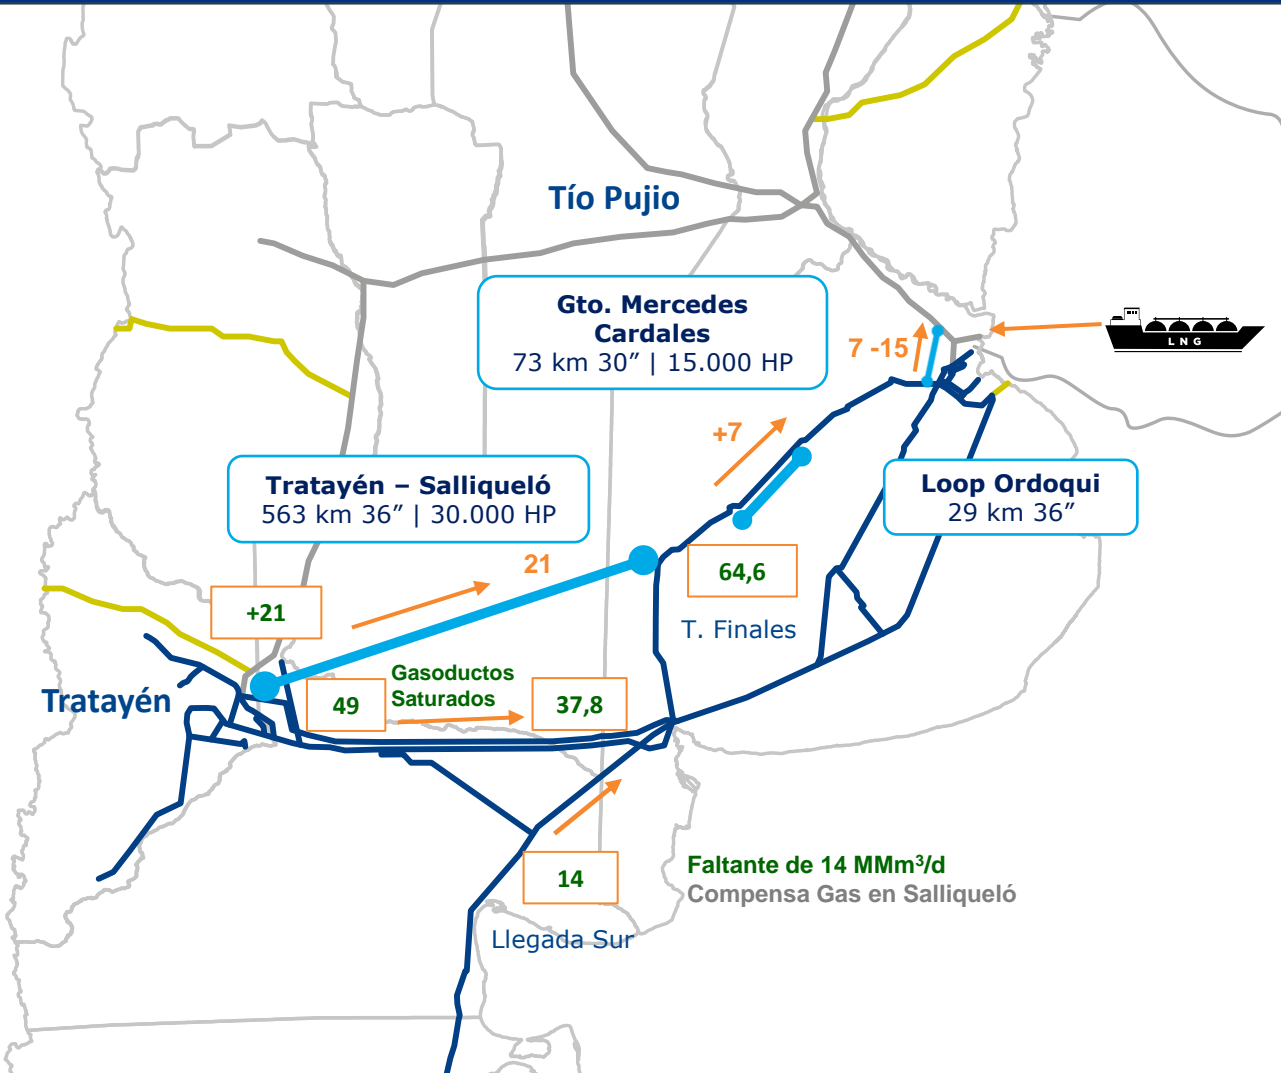 Tío Pujio
Gto. Mercedes
Cardales
73 km 30” | 15.000 HP
7 -15
L N G
+7
Tratayén – Salliqueló
563 km 36” | 30.000 HP
Loop Ordoqui
29 km 36”
21
64,6
+21
T. Finales
Tratayén
Gasoductos
Saturados
49
37,8
14
Faltante de 14 MMm³/d
Compensa Gas en Salliqueló
Llegada Sur